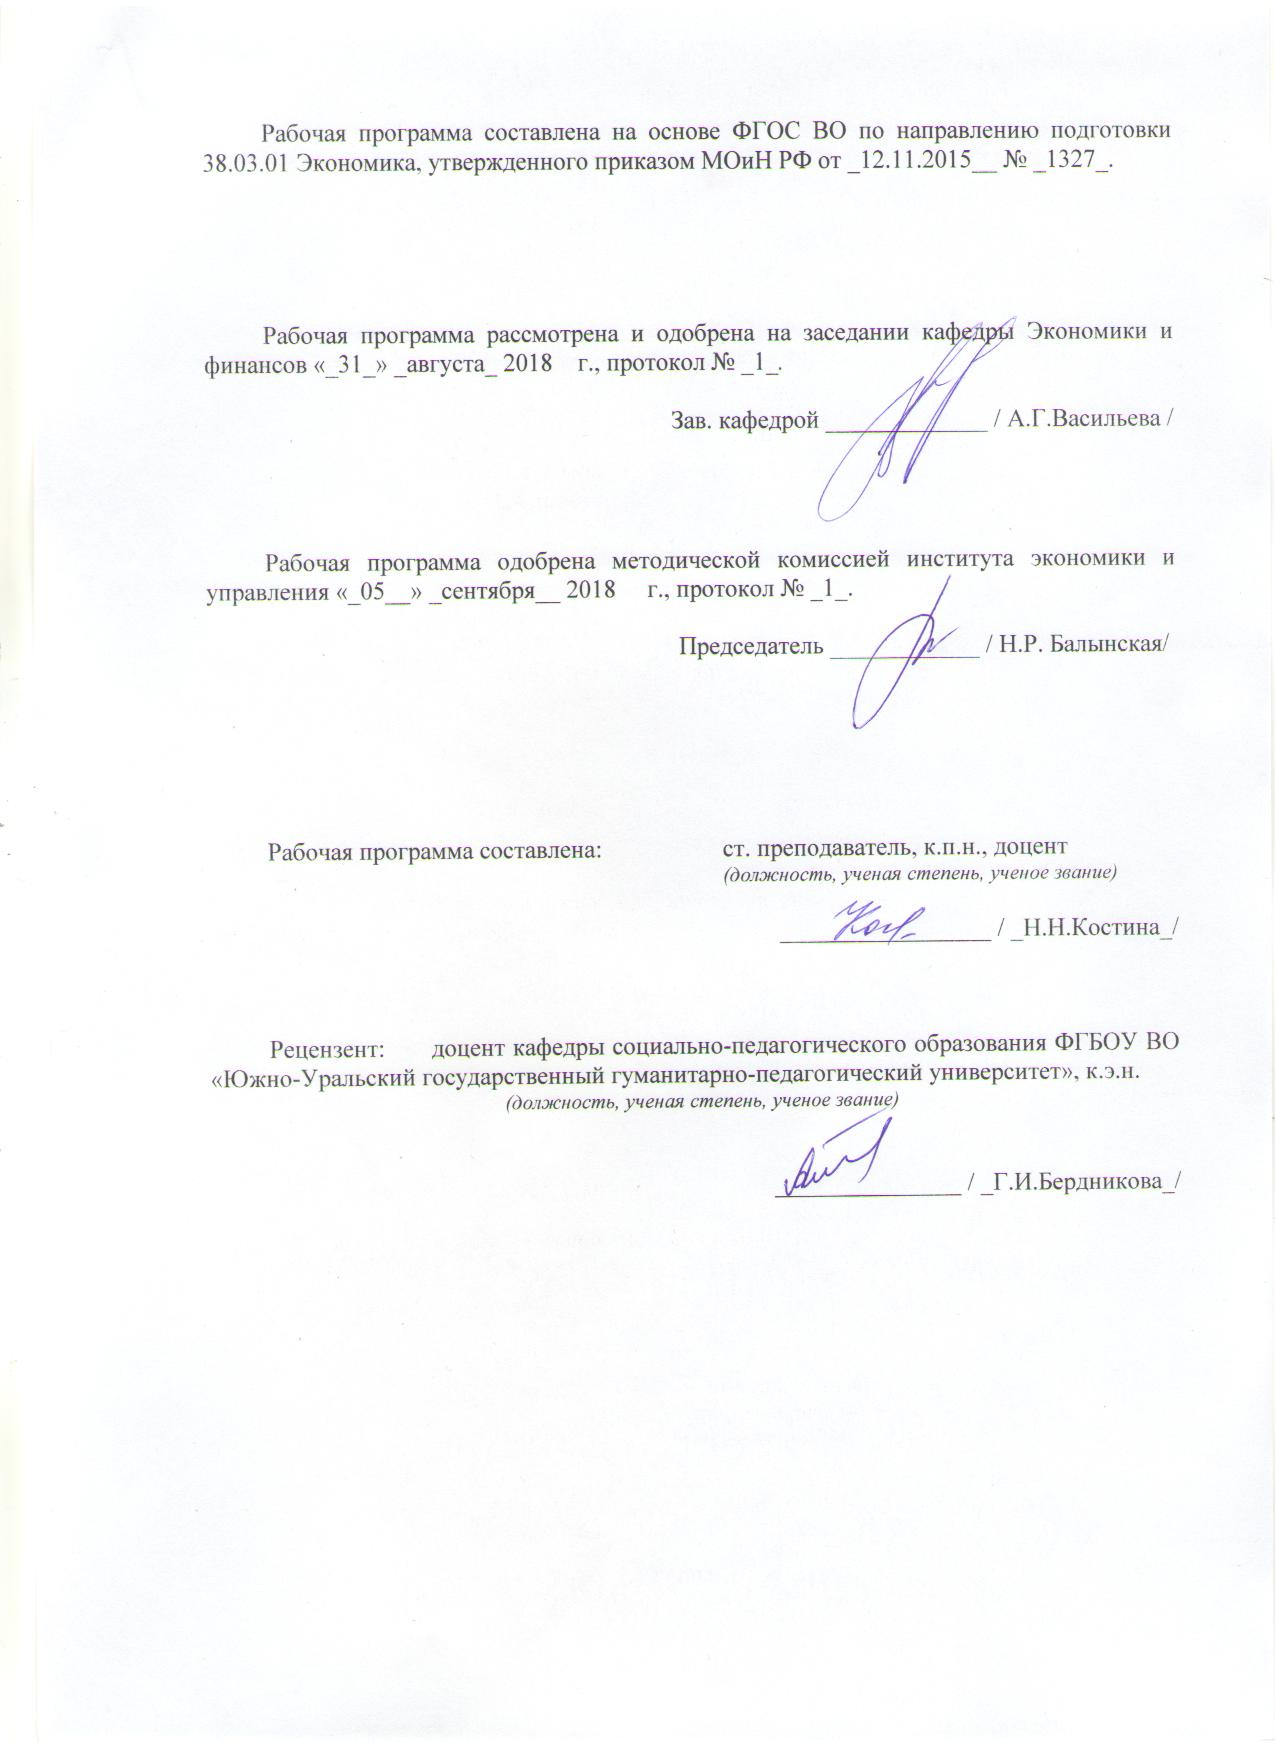 Рабочая программа составлена на основе ФГОС ВО по направлению подготовки
38.03.01 Экономика, утвержденного приказом МОиН РФ от _12.11.2015__ № _1327_.
Рабочая программа рассмотрена и одобрена на заседании кафедры Экономики и
финансов «_31_» _августа_ 2018 г., протокол № _1_.
Зав. кафедрой _____________ / А.Г.Васильева /
Рабочая программа одобрена методической комиссией института экономики и
управления «_05__» _сентября__ 2018 г., протокол № _1_.
Председатель ____________ / Н.Р. Балынская/
Рабочая программа составлена: ст. преподаватель, к.п.н., доцент
(должность, ученая степень, ученое звание)
_________________ / _Н.Н.Костина_/
Рецензент: доцент кафедры социально-педагогического образования ФГБОУ ВО
«Южно-Уральский государственный гуманитарно-педагогический университет», к.э.н.
(должность, ученая степень, ученое звание)
_______________ / _Г.И.Бердникова_/